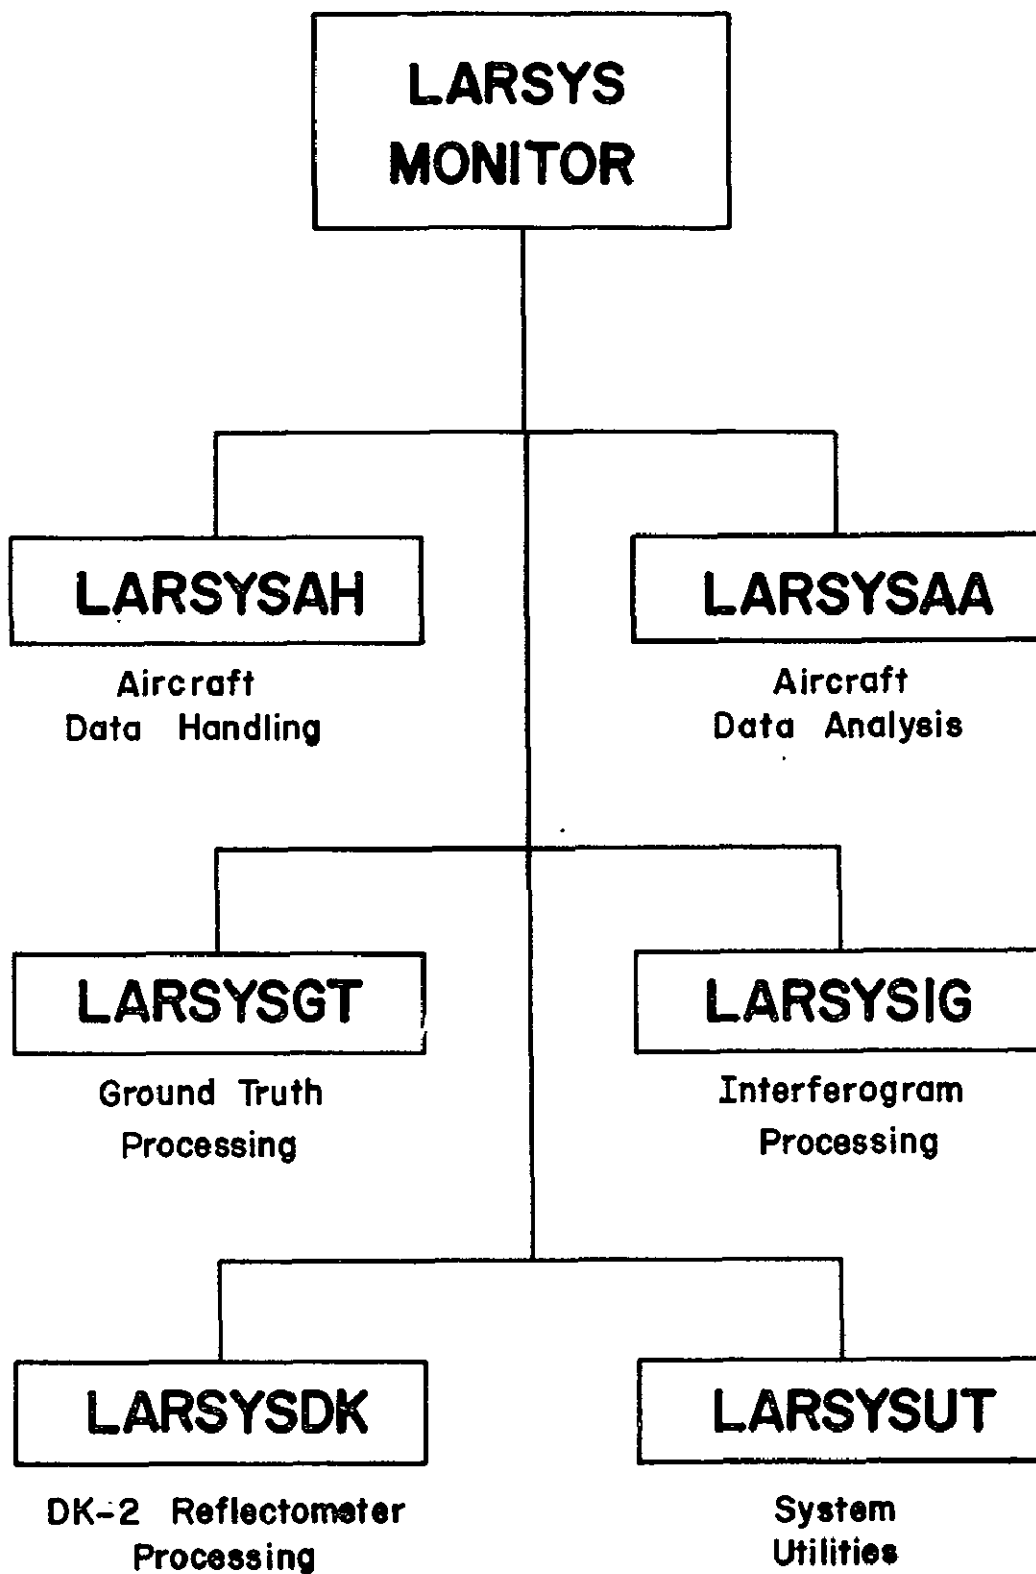 LARSYS
MONITOR
LARSYSAH
Aircraft
Data Handling
LARSYSAA
Aircraft
Data Analysis
LARSYSGT
Ground Truth
Processing
LARSYSIG
Interferogram
Processing
LARSYSDK
DK-2 Reflectometer
Processing
LARSYSUT
System
Utilities